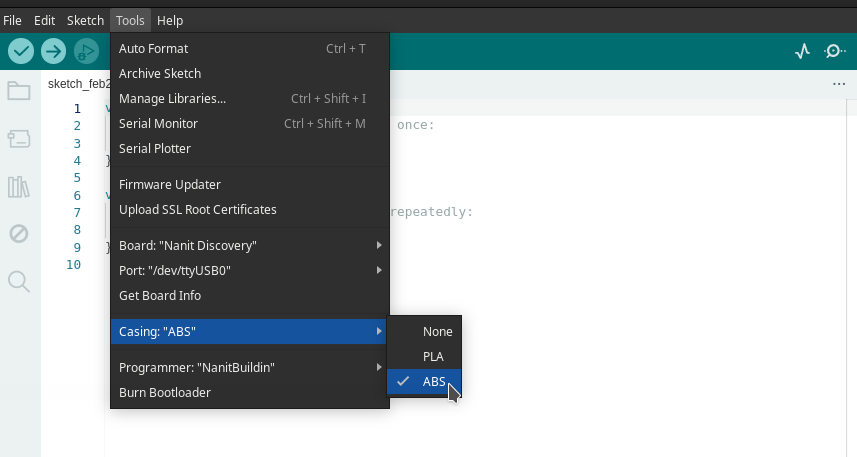 File Edit Sketch Tools Help
sketch_feb2
Auto Format Ctrl + T
Archive Sketch
Manage Libraries... Ctrl + Shift + I
Serial Monitor Ctrl + Shift + M
Serial Plotter
Firmware Updater
Upload SSL Root Certificates
Board: "Nanit Discovery"
Port: "/dev/ttyUSB0"
Get Board Info
Casing: "ABS"
Programmer: "NanitBuildin"
Burn Bootloader
None
PLA
ABS
1 v
2 once:
3
4 }
5
6 v
7 repeatedly:
8
9 }
10